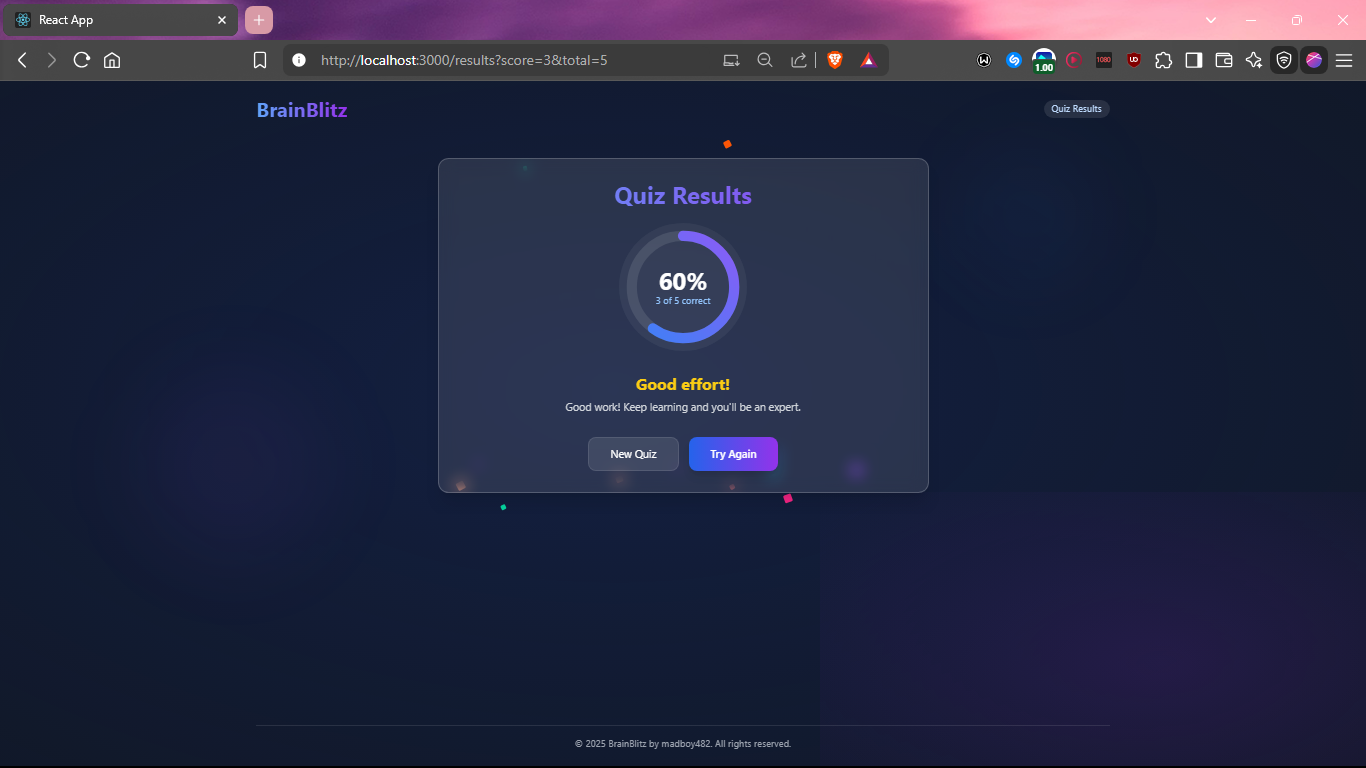 React App
http://localhost:3000/results?score=3&total=5
1.00
1080
BrainBlitz
Quiz Results
Quiz Results
60%
3 of 5 correct
Good effort!
Good work! Keep learning and you'll be an expert.
New Quiz
Try Again
© 2025 BrainBlitz by madboy482. All rights reserved.